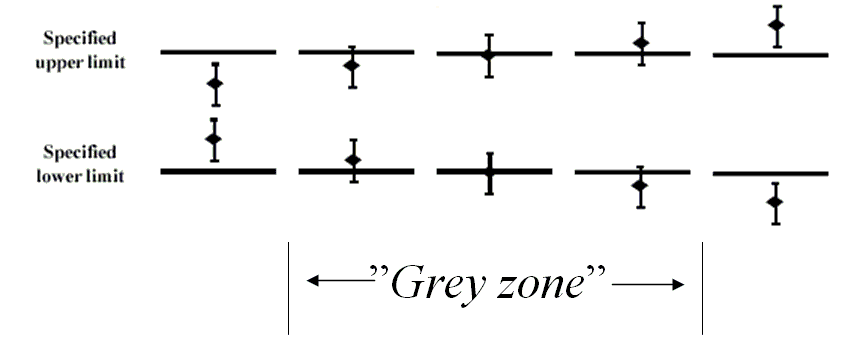 Specified
upper limit
Specified
lower limit
”Grey zone”